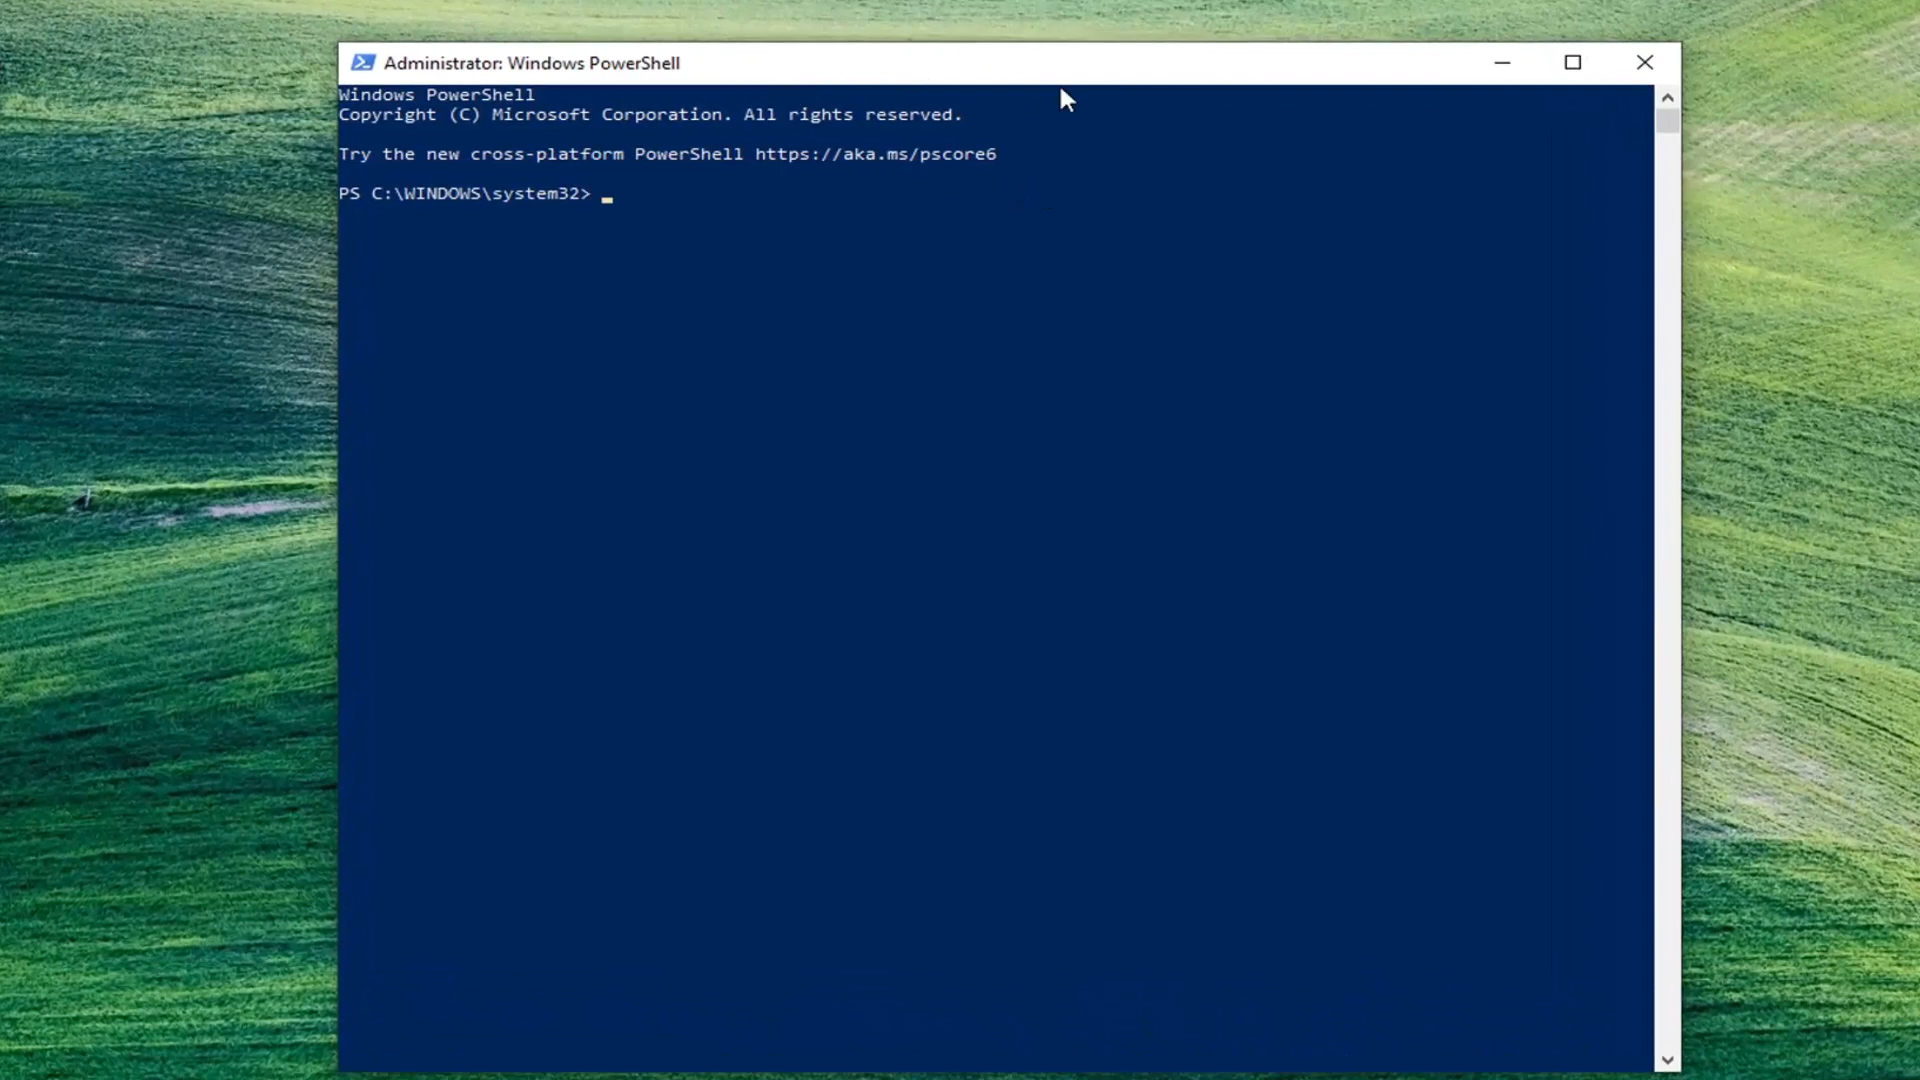 Administrator: Windows PowerShell
Windows PowerShell
Copyright (C) Microsoft Corporation. All rights reserved.
Try the new cross-platform PowerShell https://aka.ms/pscore6
PS C:\WINDOWS\system32>